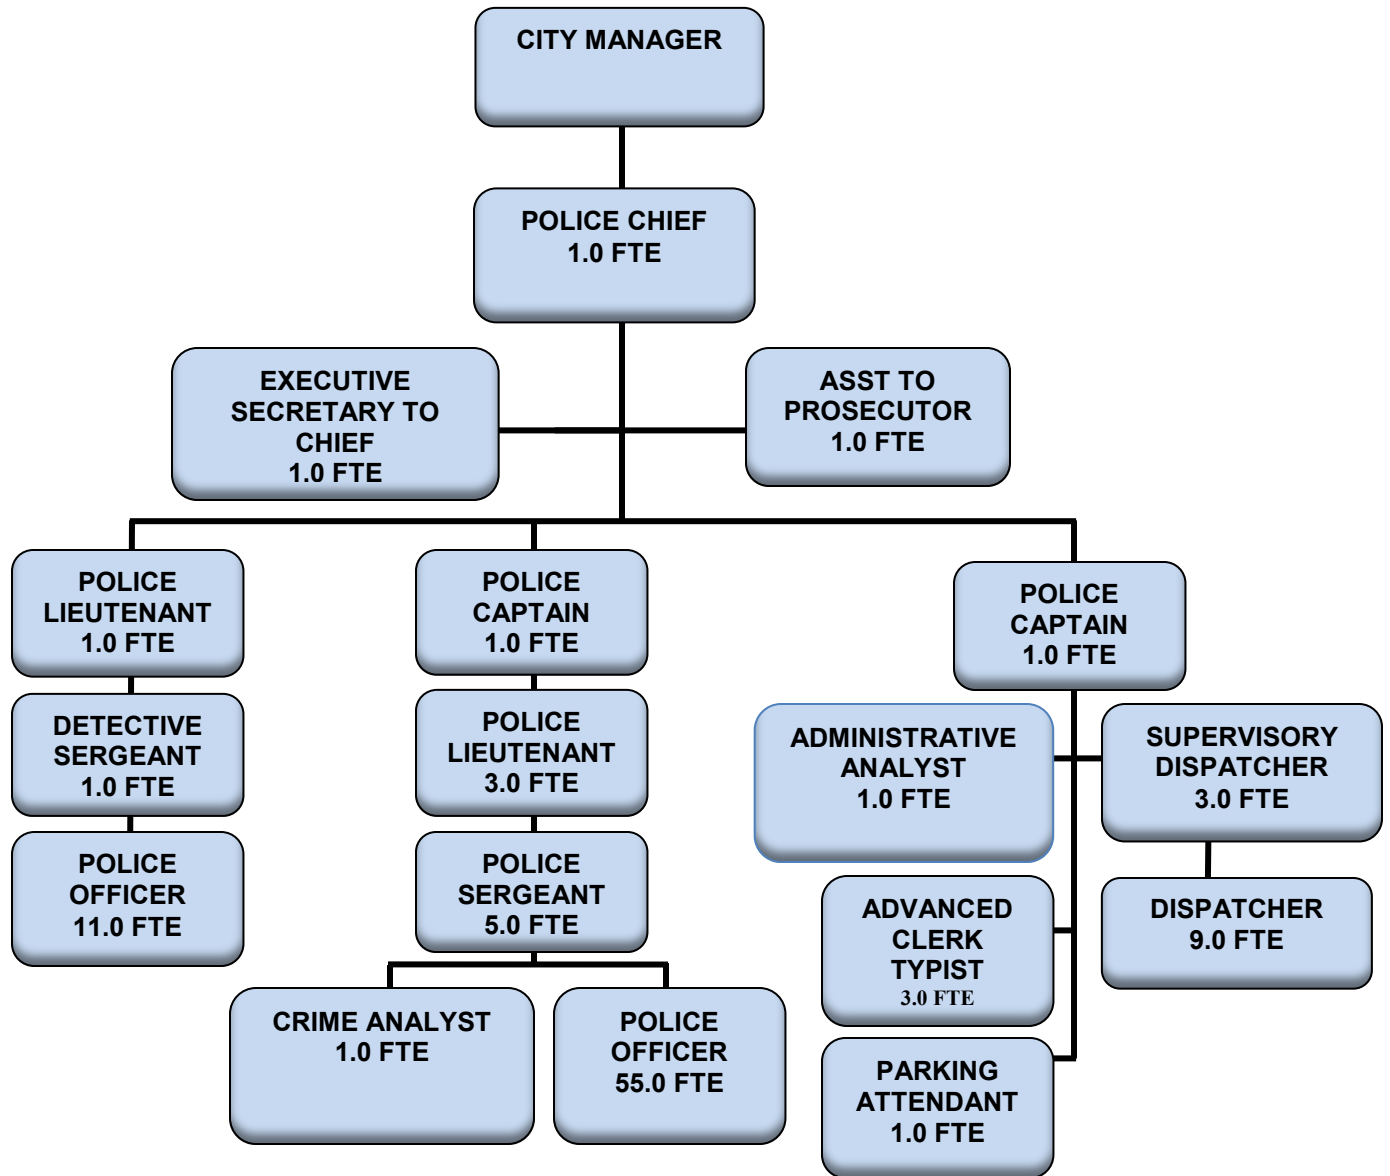 CITY MANAGER
POLICE CHIEF
1.0 FTE
EXECUTIVE
SECRETARY TO
CHIEF
1.0 FTE
ASST TO
PROSECUTOR
1.0 FTE
POLICE
LIEUTENANT
1.0 FTE
POLICE
CAPTAIN
1.0 FTE
POLICE
CAPTAIN
1.0 FTE
DETECTIVE
SERGEANT
1.0 FTE
POLICE
LIEUTENANT
3.0 FTE
ADMINISTRATIVE
ANALYST
1.0 FTE
SUPERVISORY
DISPATCHER
3.0 FTE
POLICE
OFFICER
11.0 FTE
POLICE
SERGEANT
5.0 FTE
ADVANCED
CLERK
TYPIST
3.0 FTE
DISPATCHER
9.0 FTE
CRIME ANALYST
1.0 FTE
POLICE
OFFICER
55.0 FTE
PARKING
ATTENDANT
1.0 FTE